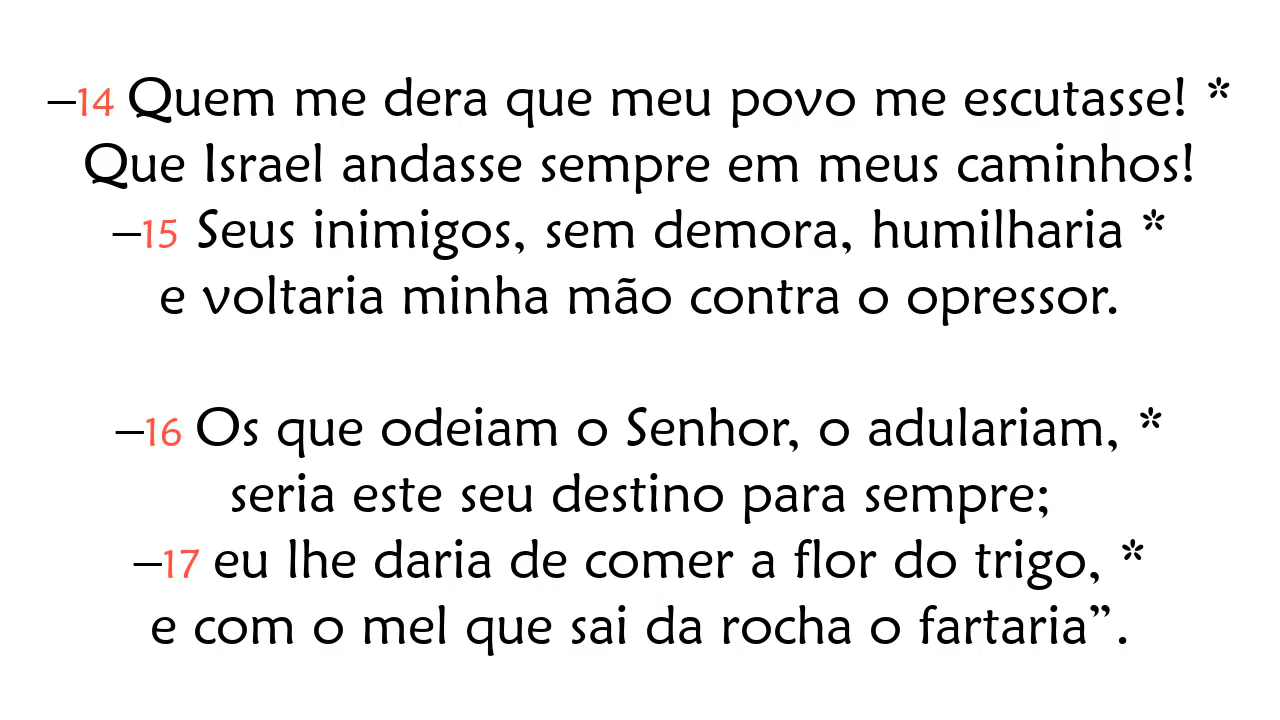 –14 Quem me dera que meu povo me escutasse! *
Que Israel andasse sempre em meus caminhos!
–15 Seus inimigos, sem demora, humilharia *
e voltaria minha mão contra o opressor.
–16 Os que odeiam o Senhor, o adulariam, *
seria este seu destino para sempre;
–17 eu lhe daria de comer a flor do trigo, *
e com o mel que sai da rocha o fartaria”.